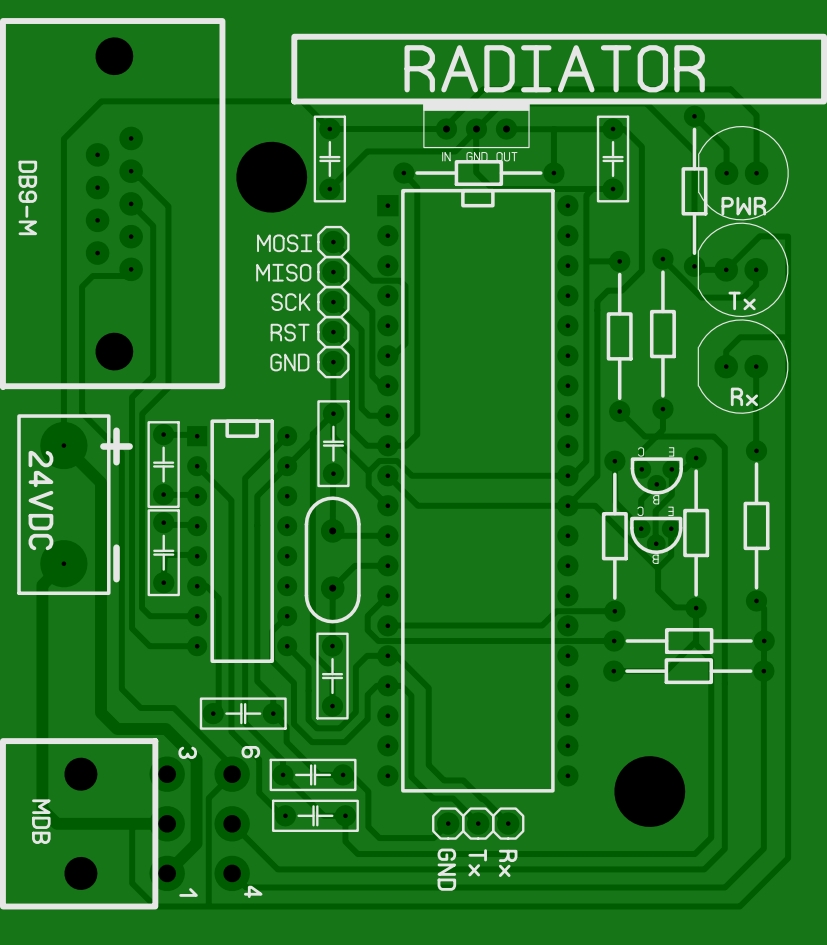 RADIATOR
IN GND OUT
DB9-M
PWR
MOSI
MISO
SCK
RST
GND
Tx
Rx
+
24VDC
-
C E
B
C E
B
3 6
MDB
1 4
GND Tx Rx